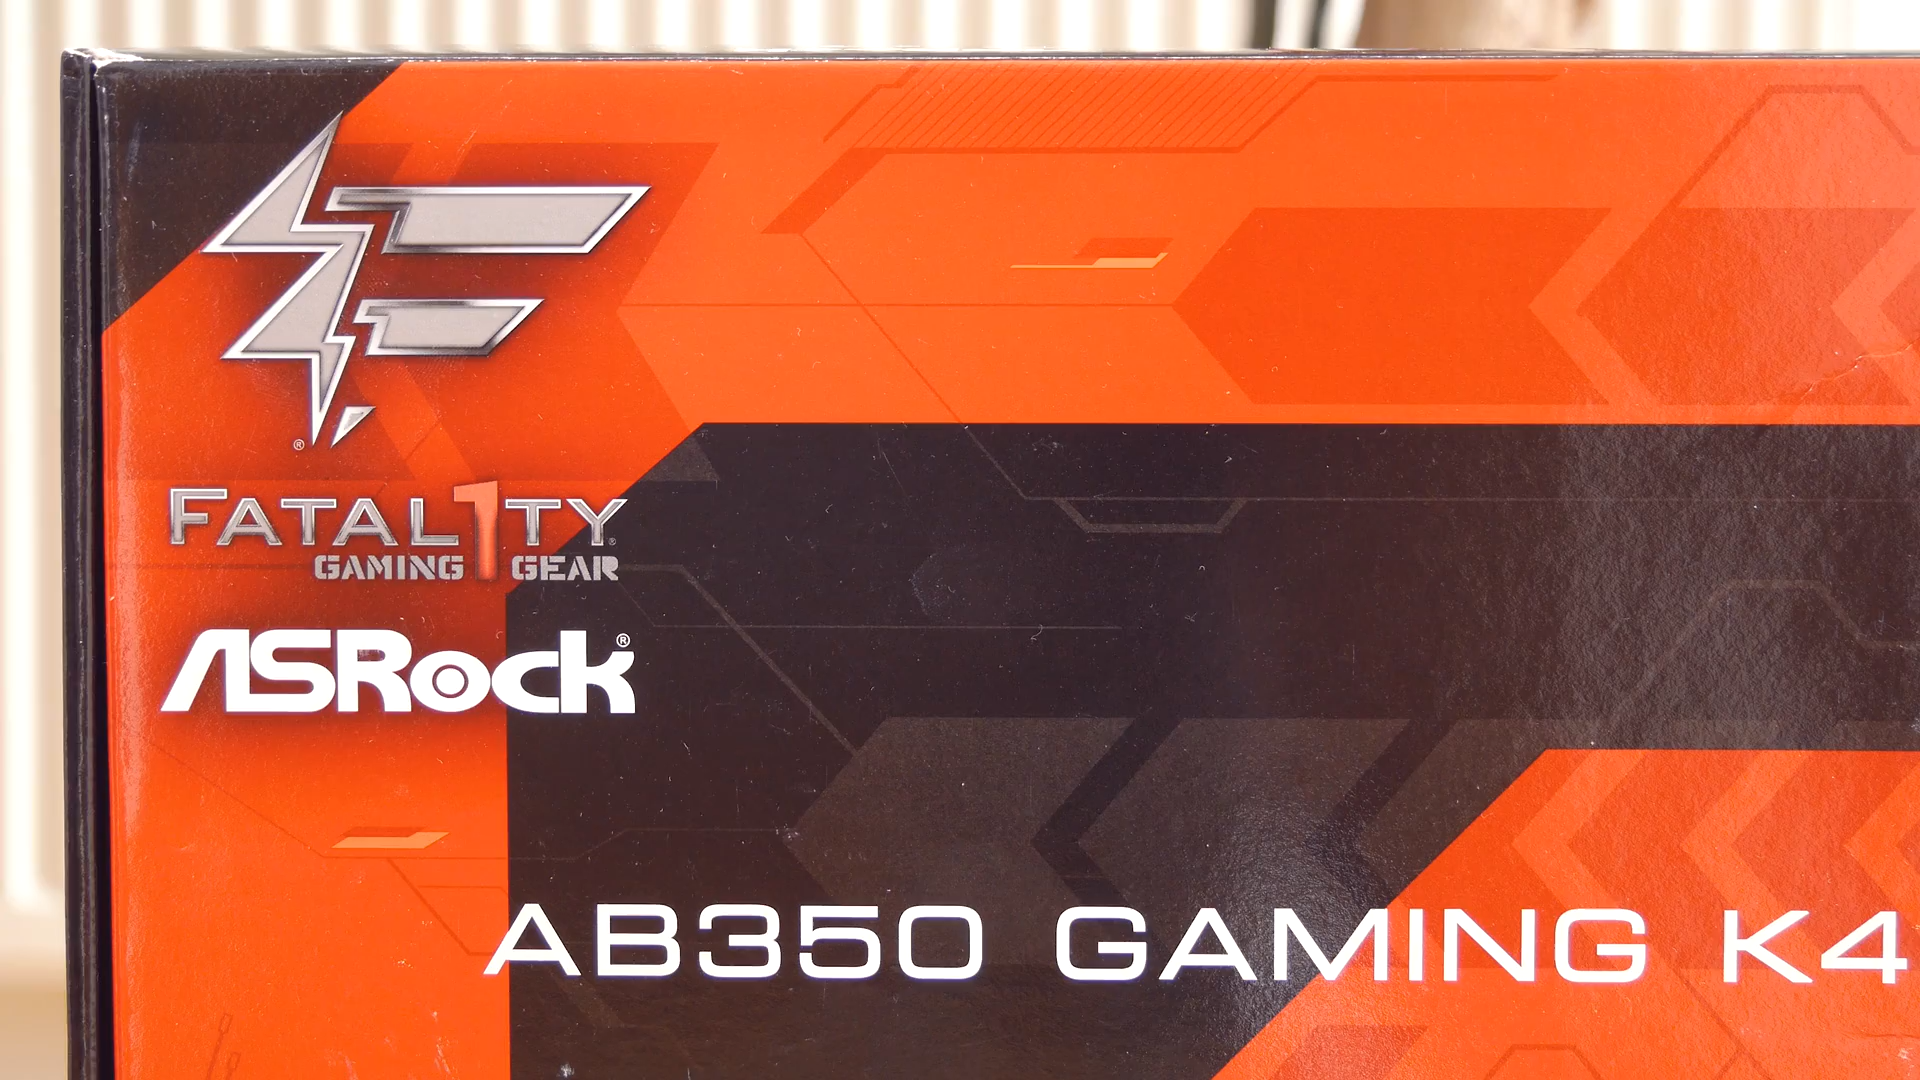 ®
FATAL1TY®
GAMING GEAR
ASRock®
AB350 GAMING K4